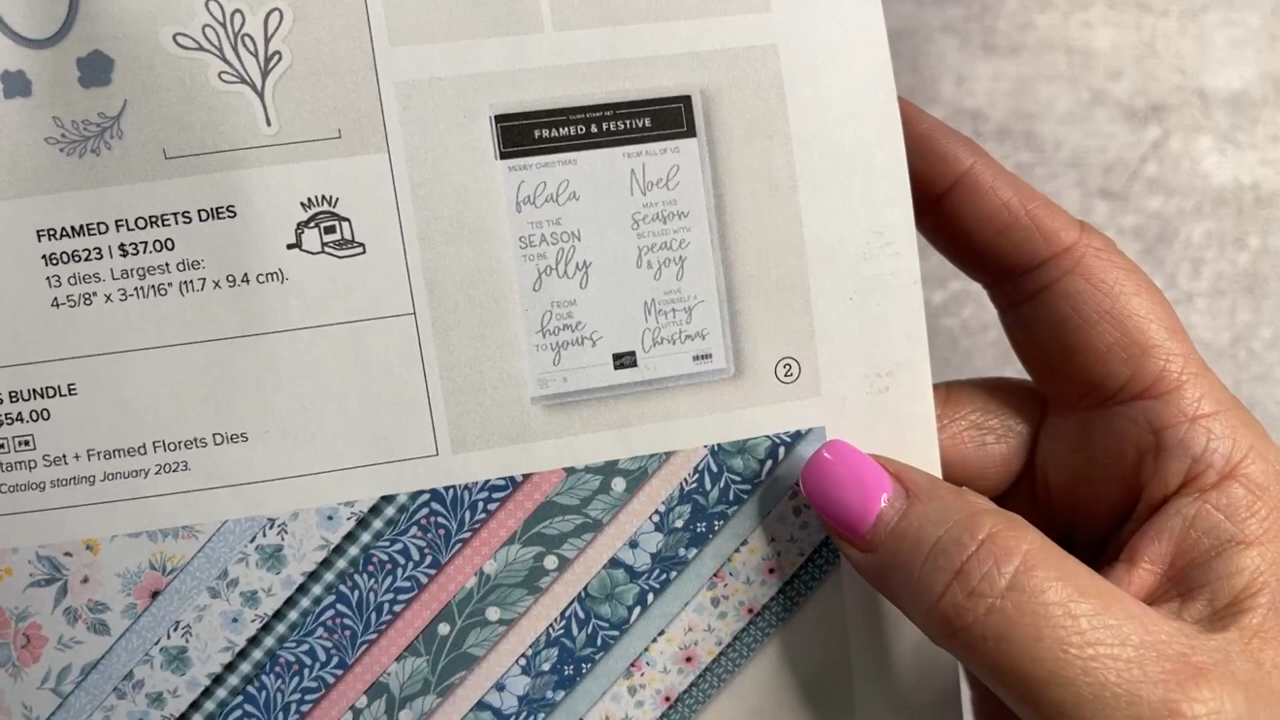 MINI
FRAMED FLORETS DIES
160623 | $37.00
13 dies. Largest die:
4-5/8" x 3-11/16" (11.7 x 9.4 cm).
S BUNDLE
$54.00
FR
tamp Set + Framed Florets Dies
Catalog starting January 2023.
CLING STAMP SET
FRAMED & FESTIVE
MERRY CHRISTMAS
falala
'TIS THE
SEASON
TO BE
jolly
FROM
OUR
home
TO yours
FROM ALL OF US
Noel
MAY THIS
season
BE FILLED WITH
peace
& joy
HAVE
YOURSELF A
Merry
LITTLE
Christmas
2